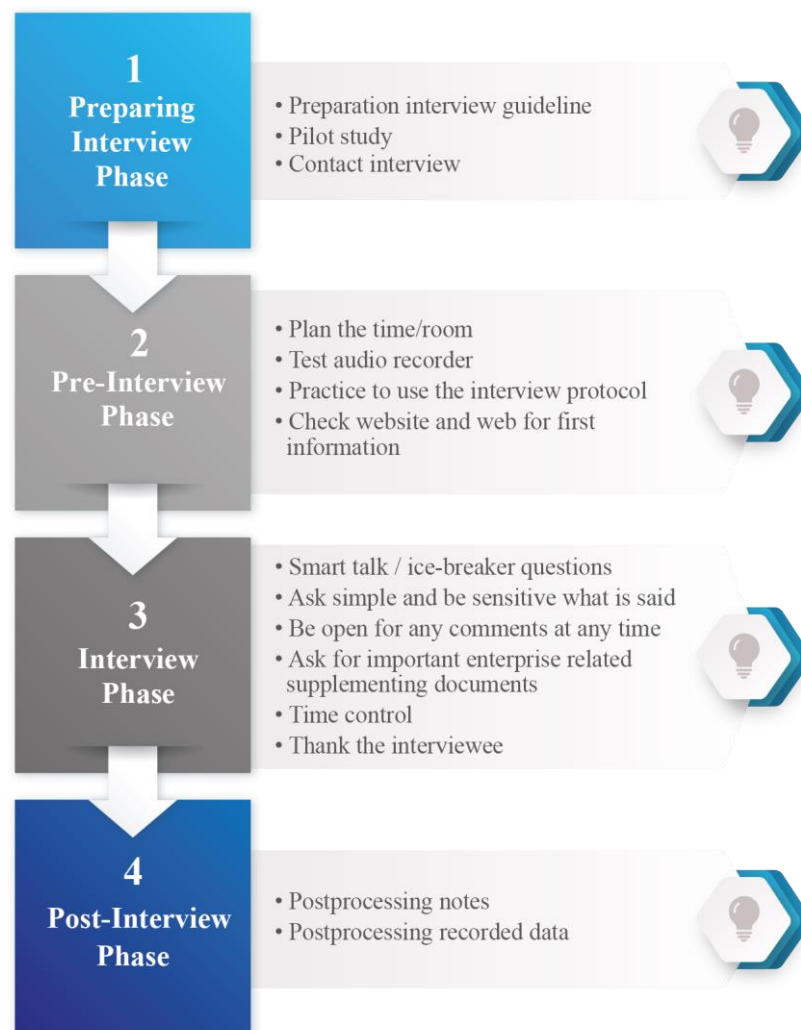 1
Preparing
Interview
Phase
• Preparation interview guideline
• Pilot study
• Contact interview
2
Pre-Interview
Phase
• Plan the time/room
• Test audio recorder
• Practice to use the interview protocol
• Check website and web for first
information
3
Interview
Phase
• Smart talk / ice-breaker questions
• Ask simple and be sensitive what is said
• Be open for any comments at any time
• Ask for important enterprise related
supplementing documents
• Time control
• Thank the interviewee
4
Post-Interview
Phase
• Postprocessing notes
• Postprocessing recorded data